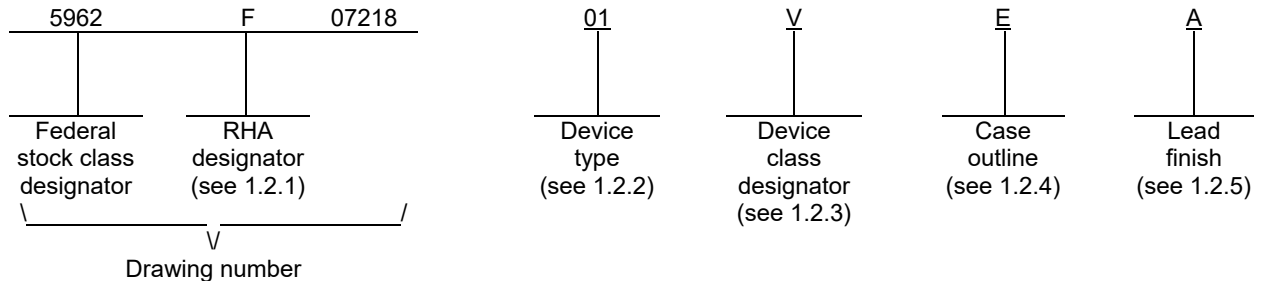 5962 F 07218 01 V E A
Federal stock class designator
RHA designator (see 1.2.1)
Device type (see 1.2.2)
Device class designator (see 1.2.3)
Case outline (see 1.2.4)
Lead finish (see 1.2.5)
Drawing number